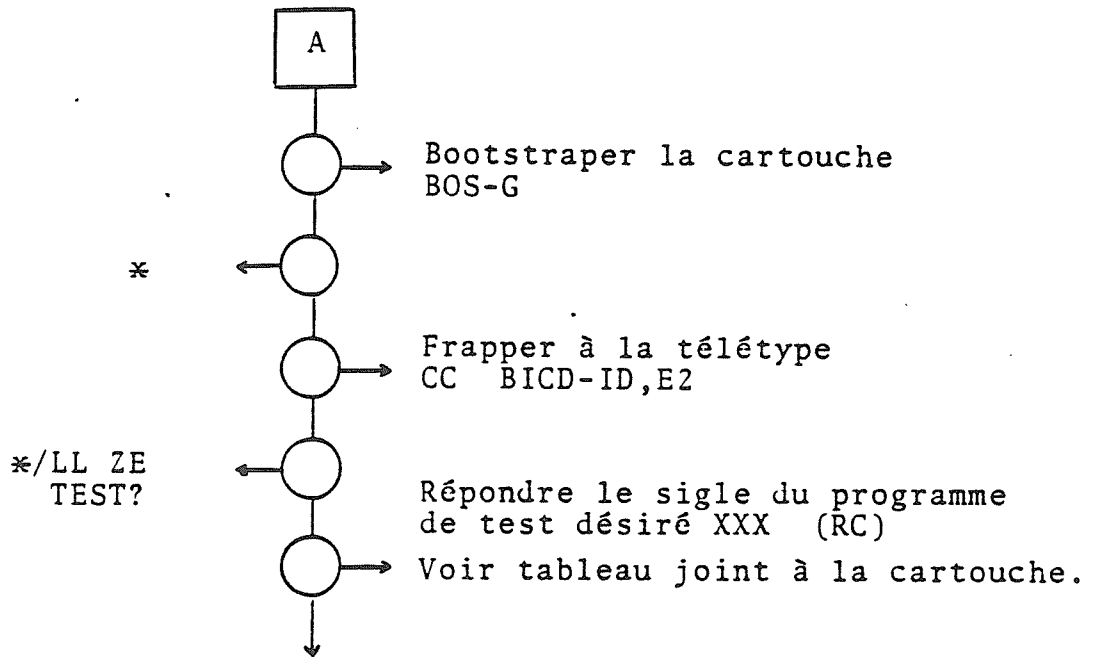 A
Bootstraper la cartouche
BOS-G
*
Frapper à la télétype
CC BICD-ID,E2
*/LL ZE
TEST?
Répondre le sigle du programme
de test désiré XXX (RC)
Voir tableau joint à la cartouche.